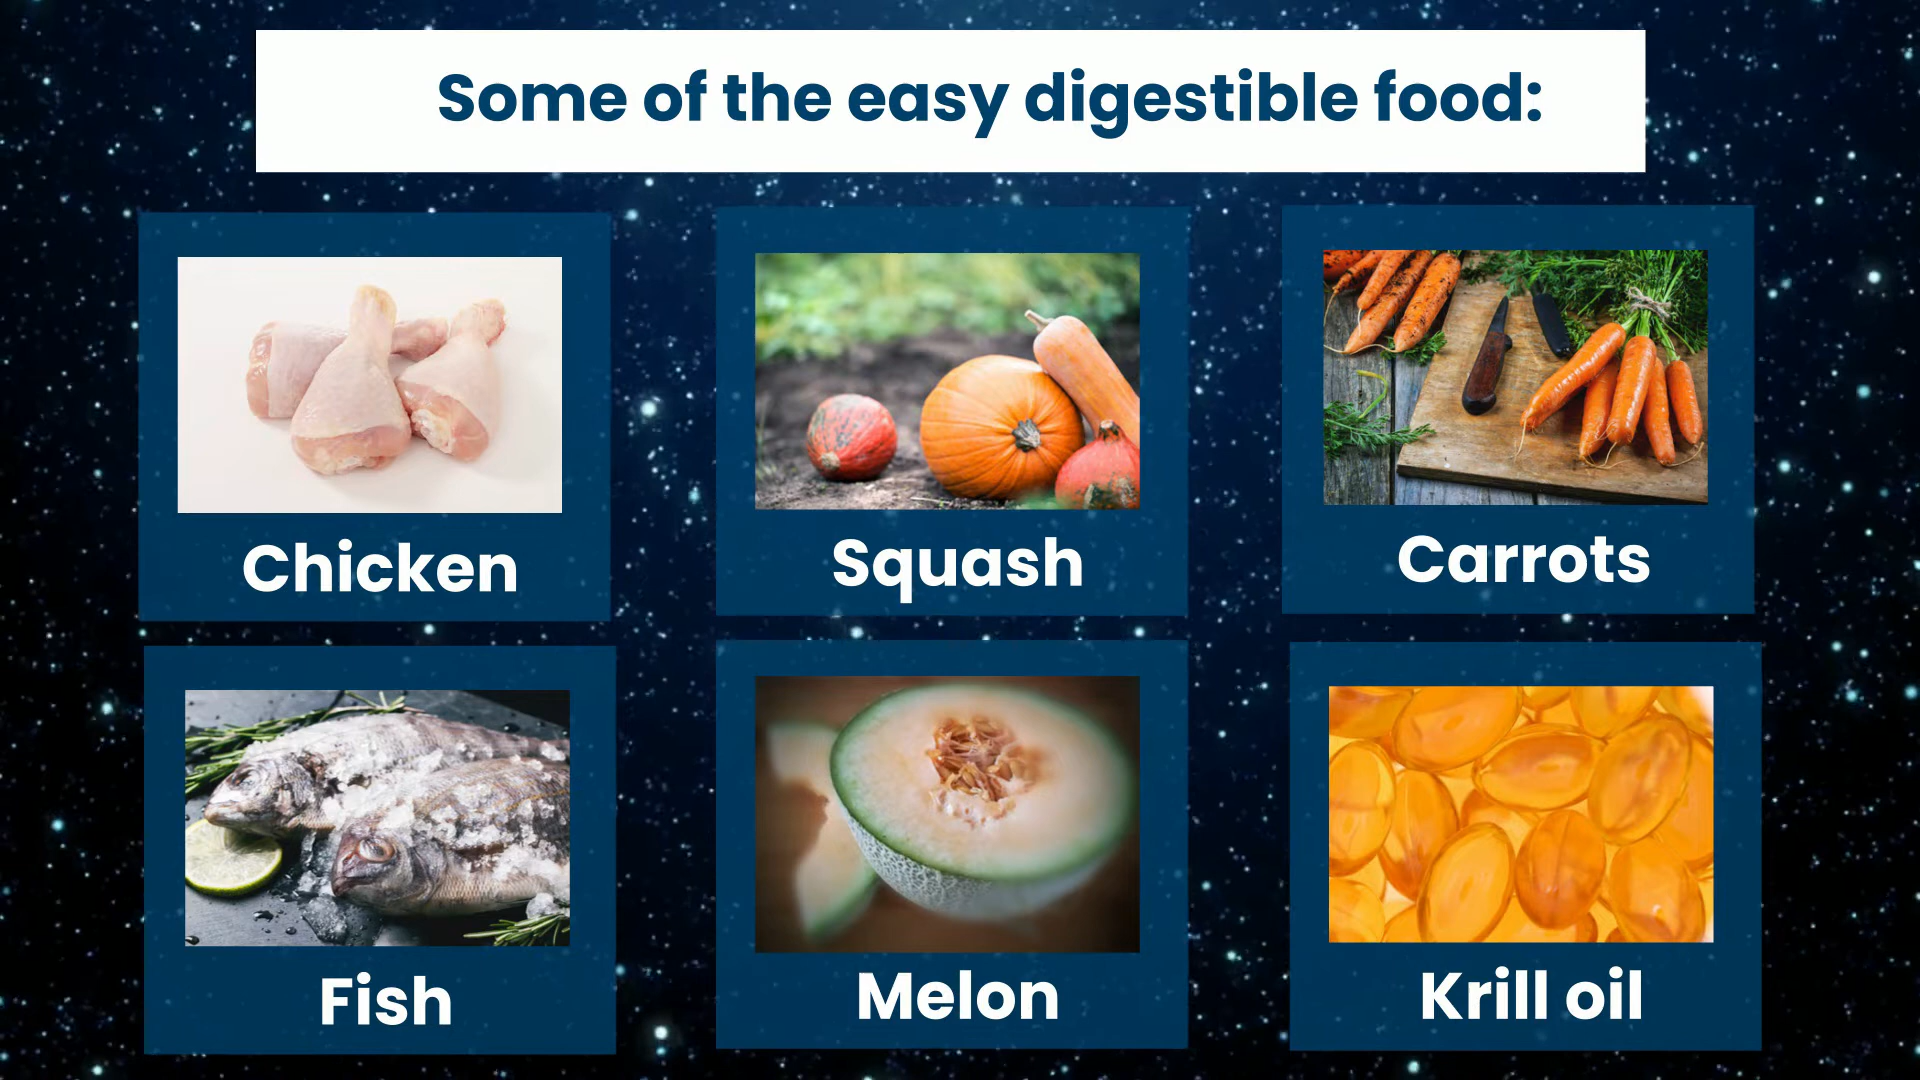 Some of the easy digestible food:
Chicken
Squash
Carrots
Fish
Melon
Krill oil